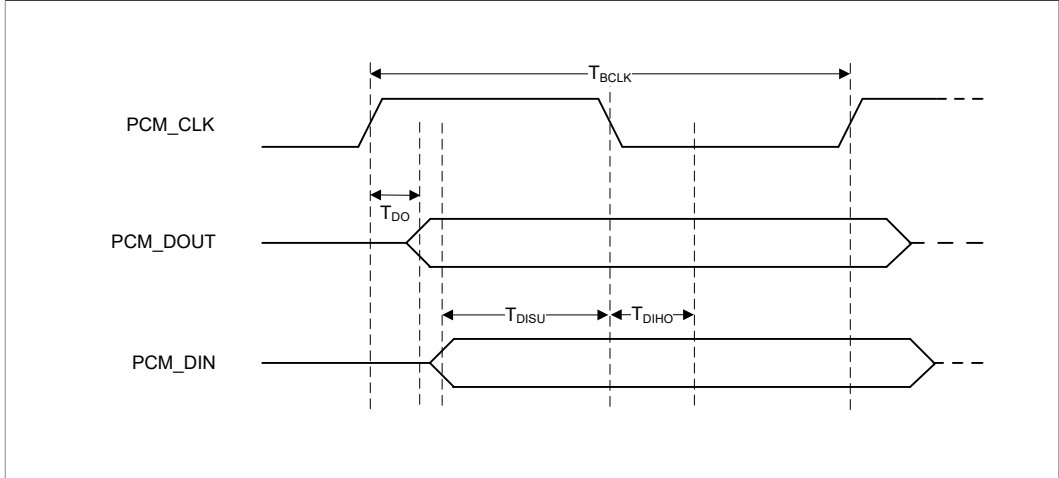 T_BCLK
PCM_CLK
T_DO
PCM_DOUT
T_DISU T_DIHO
PCM_DIN